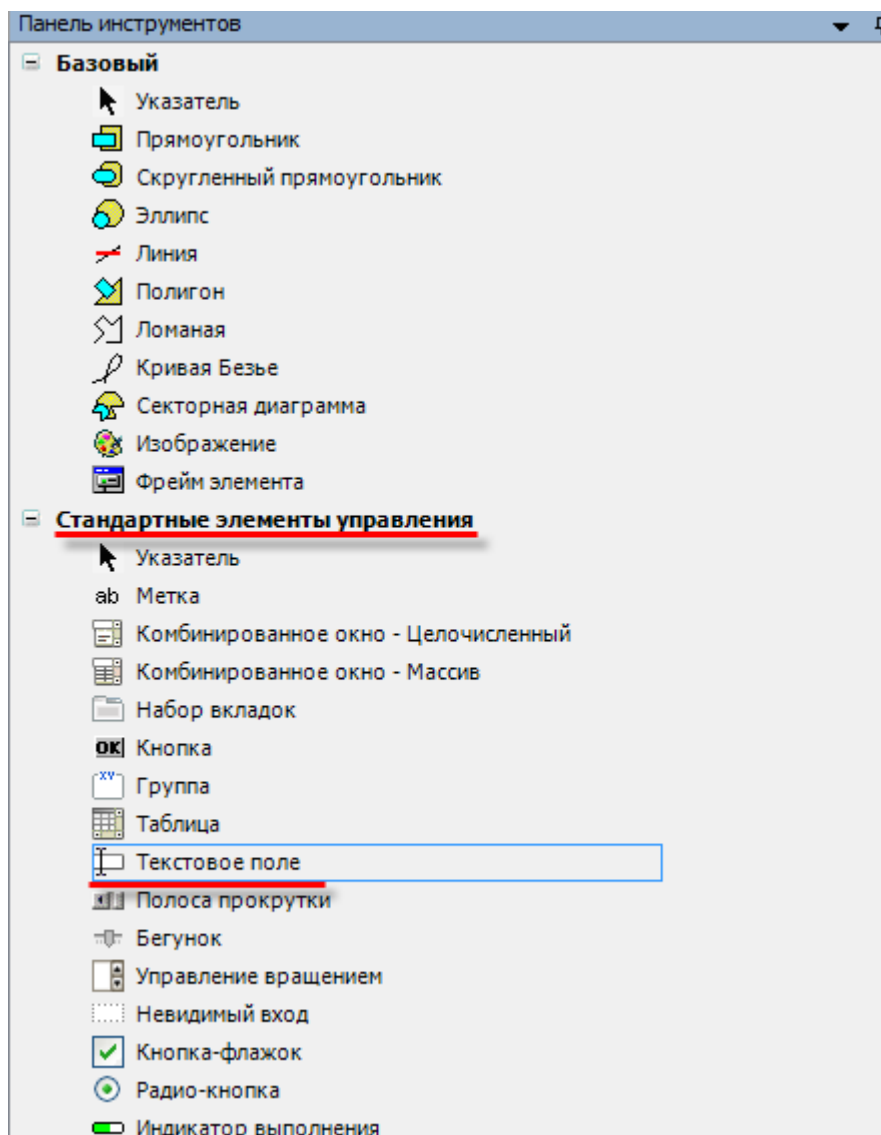 Панель инструментов
Базовый
Указатель
Прямоугольник
Скругленный прямоугольник
Эллипс
Линия
Полигон
Ломаная
Кривая Безье
Секторная диаграмма
Изображение
Фрейм элемента
Стандартные элементы управления
Указатель
ab Метка
Комбинированное окно - Целочисленный
Комбинированное окно - Массив
Набор вкладок
OK Кнопка
XY Группа
Таблица
Текстовое поле
Полоса прокрутки
Бегунок
Управление вращением
Невидимый вход
Кнопка-флажок
Радио-кнопка
Индикатор выполнения